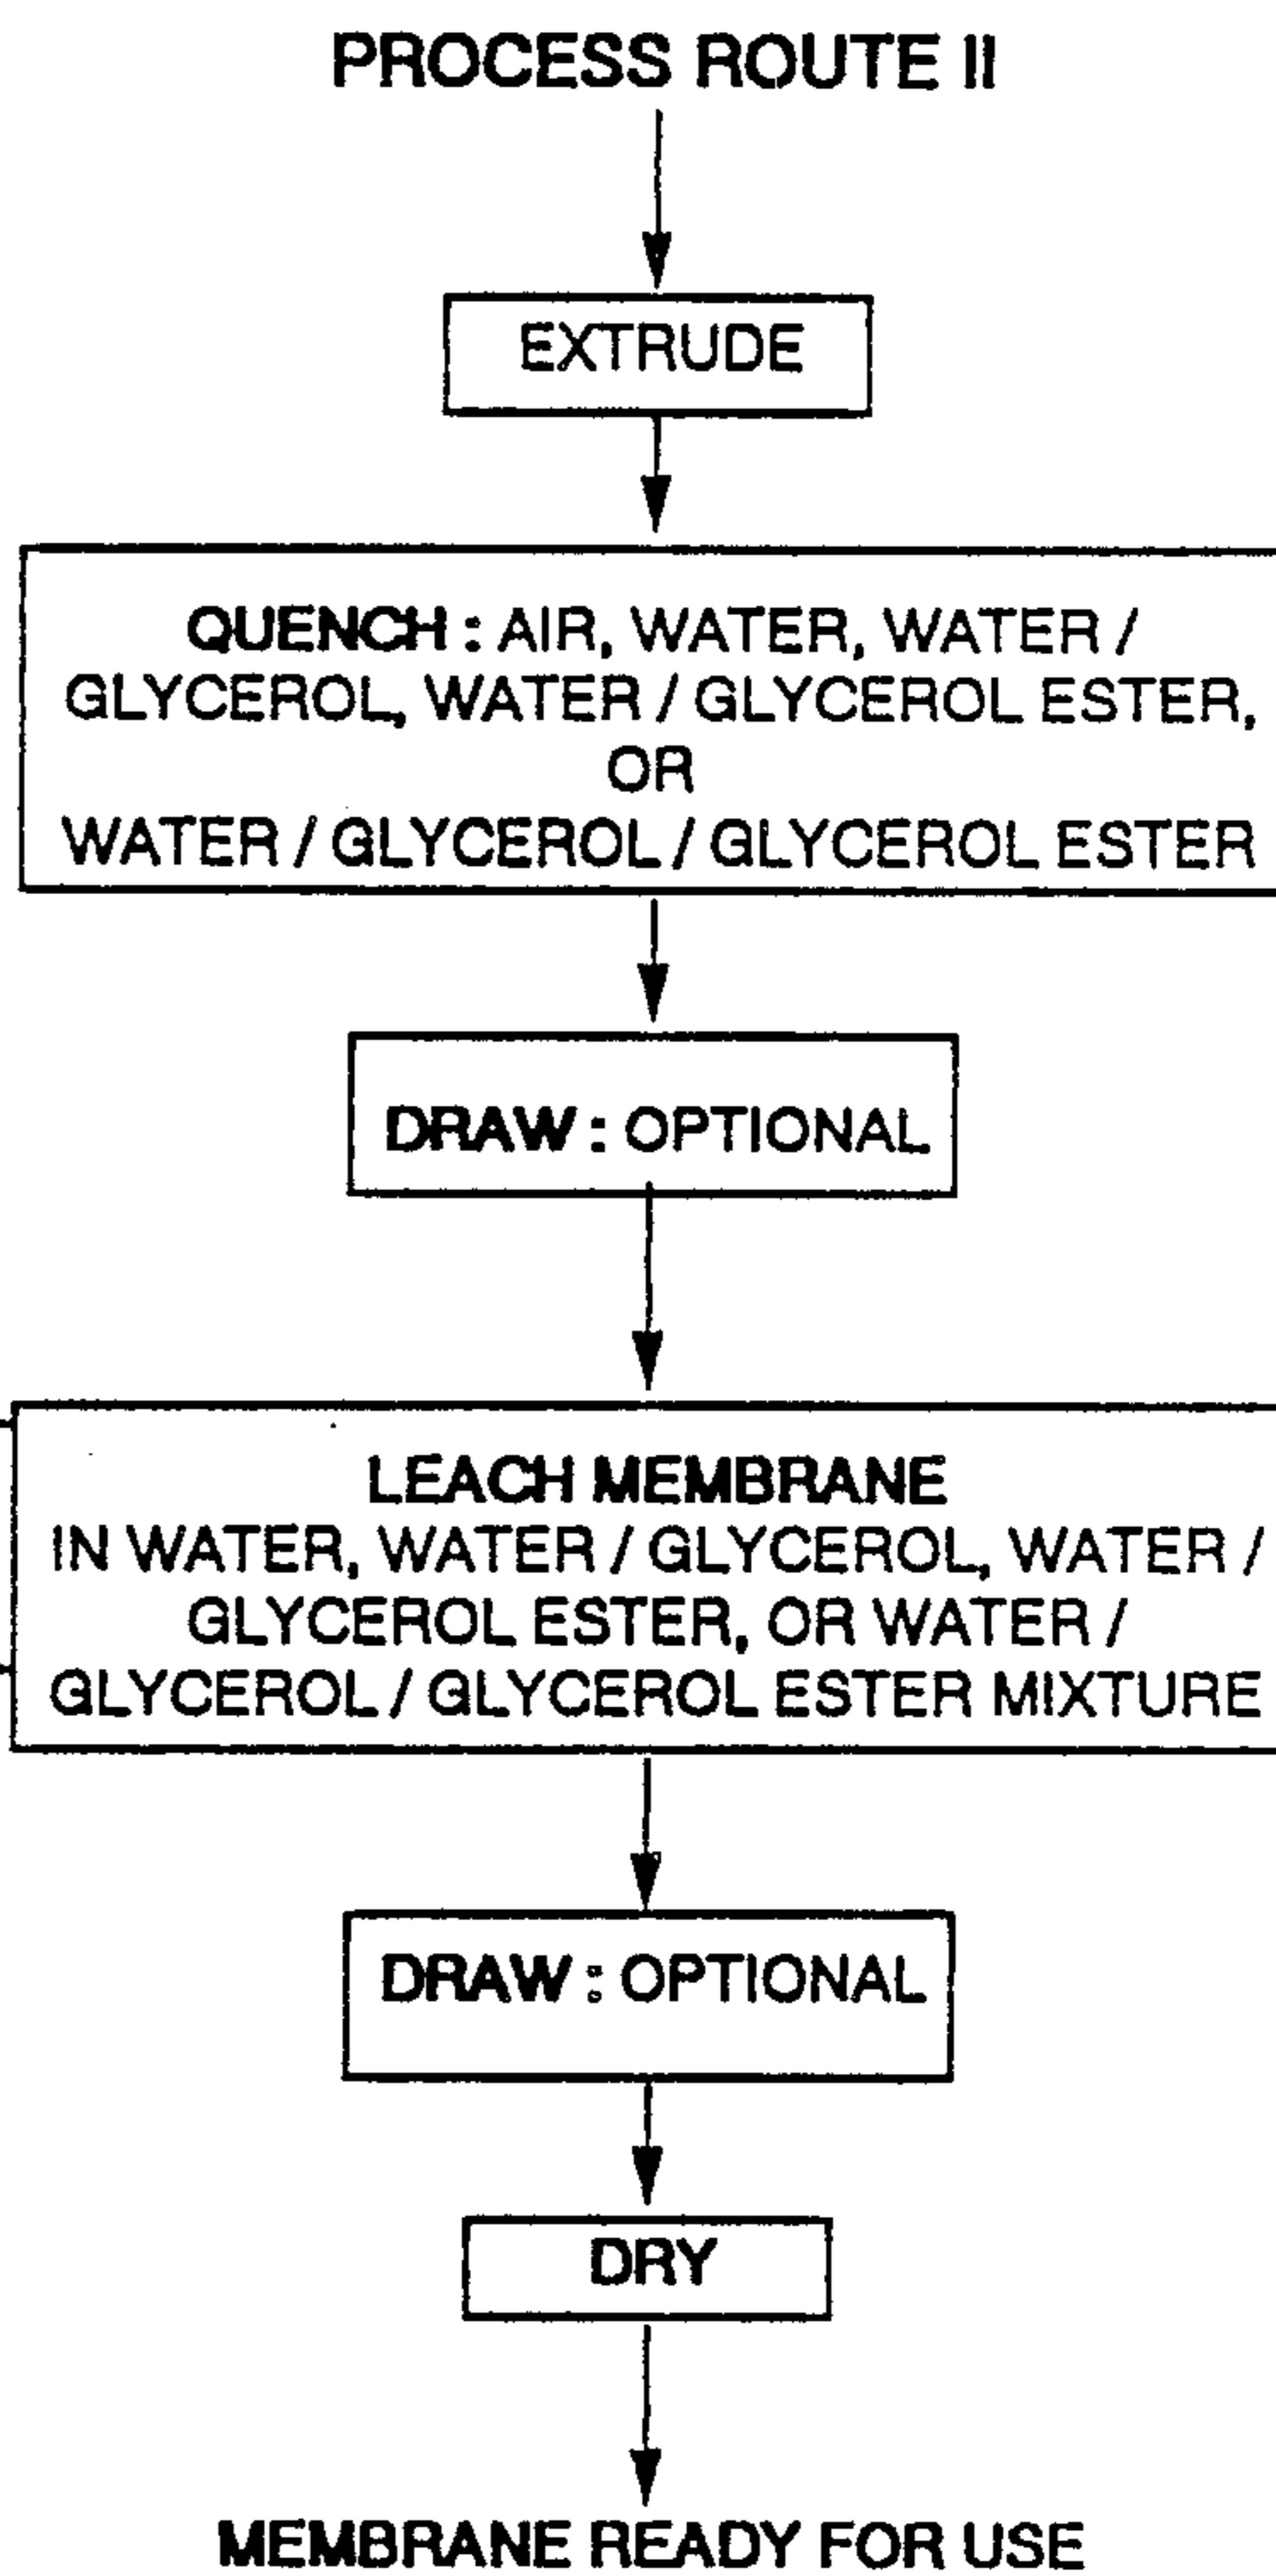 PROCESS ROUTE II
EXTRUDE
QUENCH : AIR, WATER, WATER /
GLYCEROL, WATER / GLYCEROL ESTER,
OR
WATER / GLYCEROL / GLYCEROL ESTER
DRAW : OPTIONAL
LEACH MEMBRANE
IN WATER, WATER / GLYCEROL, WATER /
GLYCEROL ESTER, OR WATER /
GLYCEROL / GLYCEROL ESTER MIXTURE
DRAW : OPTIONAL
DRY
MEMBRANE READY FOR USE